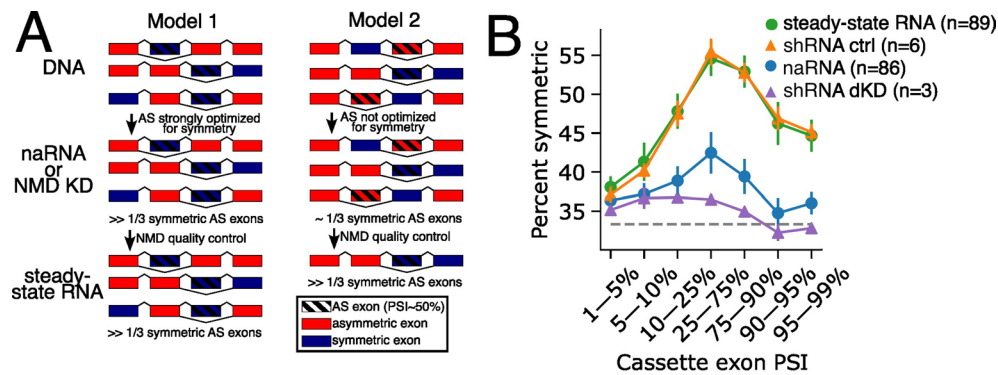 A
Model 1
Model 2
DNA
AS strongly optimized
for symmetry
AS not optimized
for symmetry
naRNA
or
NMD KD
>> 1/3 symmetric AS exons
~ 1/3 symmetric AS exons
NMD quality control
NMD quality control
steady-
state RNA
>> 1/3 symmetric AS exons
>> 1/3 symmetric AS exons
AS exon (PSI~50%)
asymmetric exon
symmetric exon
B
steady-state RNA (n=89)
shRNA ctrl (n=6)
naRNA (n=86)
shRNA dKD (n=3)
Percent symmetric
55
50
45
40
35
1—5%
5—10%
10—25%
25—75%
75—90%
90—95%
95—99%
Cassette exon PSI